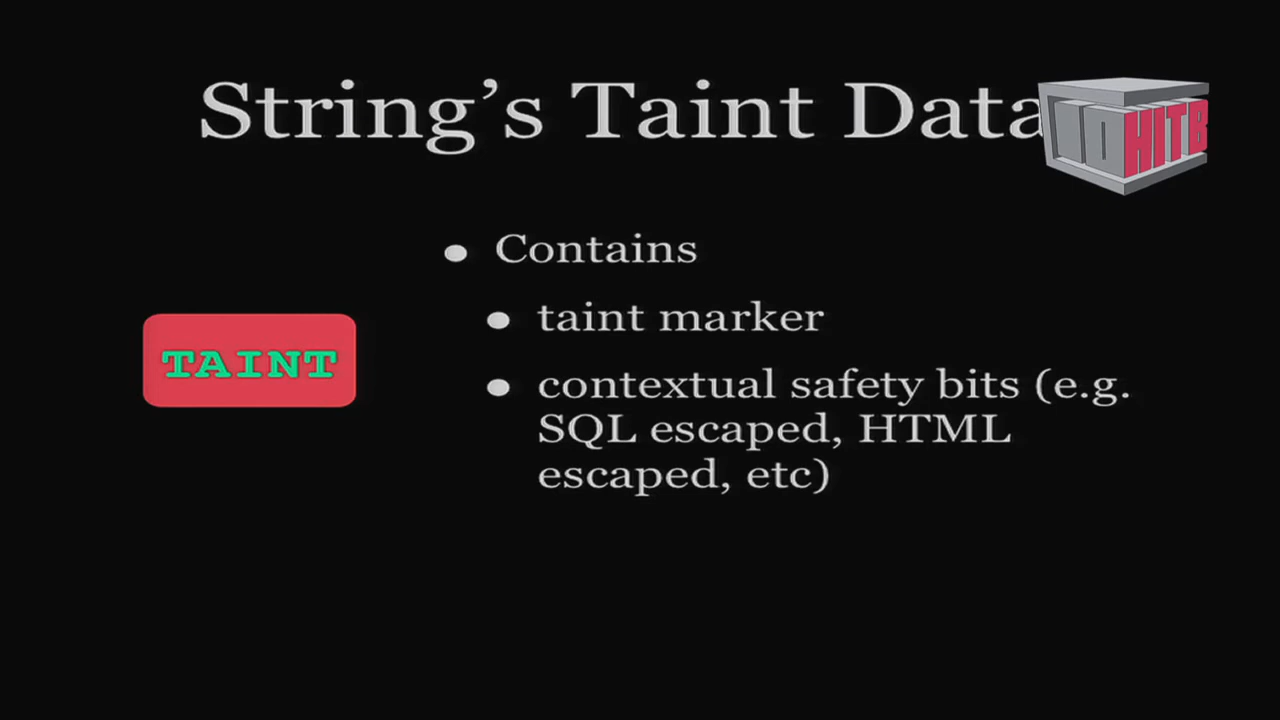 String’s Taint Data
HITB
• Contains
TAINT
• taint marker
• contextual safety bits (e.g.
SQL escaped, HTML
escaped, etc)